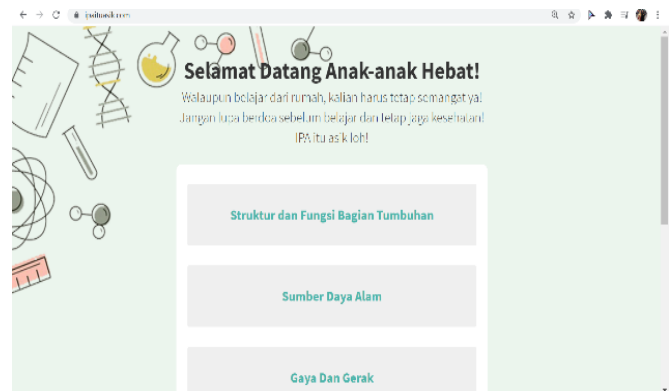 ipaituasik.com
Selamat Datang Anak-anak Hebat!
Walaupun belajar dari rumah, kalian harus tetap semangat ya!
Jangan lupa berdoa sebelum belajar dan tetap jaga kesehatan!
IPA itu asik loh!
Struktur dan Fungsi Bagian Tumbuhan
Sumber Daya Alam
Gaya Dan Gerak